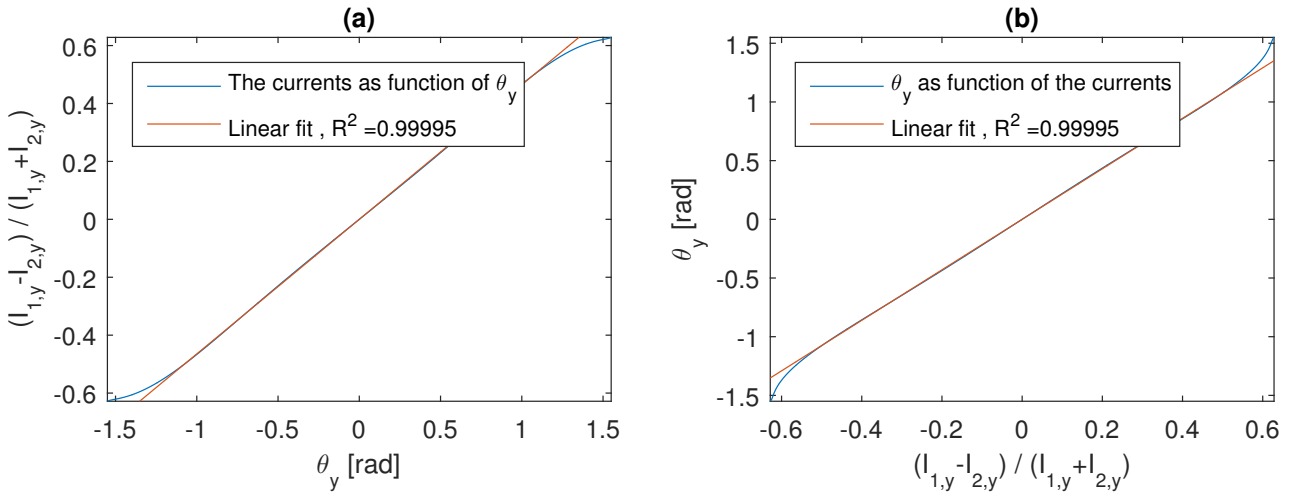 (a)
0.6
0.4
0.2
0
-0.2
-0.4
-0.6
(I1,y-I2,y) / (I1,y+I2,y)
The currents as function of θy
Linear fit , R2 =0.99995
-1.5 -1 -0.5 0 0.5 1 1.5
θy [rad]
(b)
1.5
1
0.5
0
-0.5
-1
-1.5
θy [rad]
θy as function of the currents
Linear fit , R2 =0.99995
-0.6 -0.4 -0.2 0 0.2 0.4 0.6
(I1,y-I2,y) / (I1,y+I2,y)